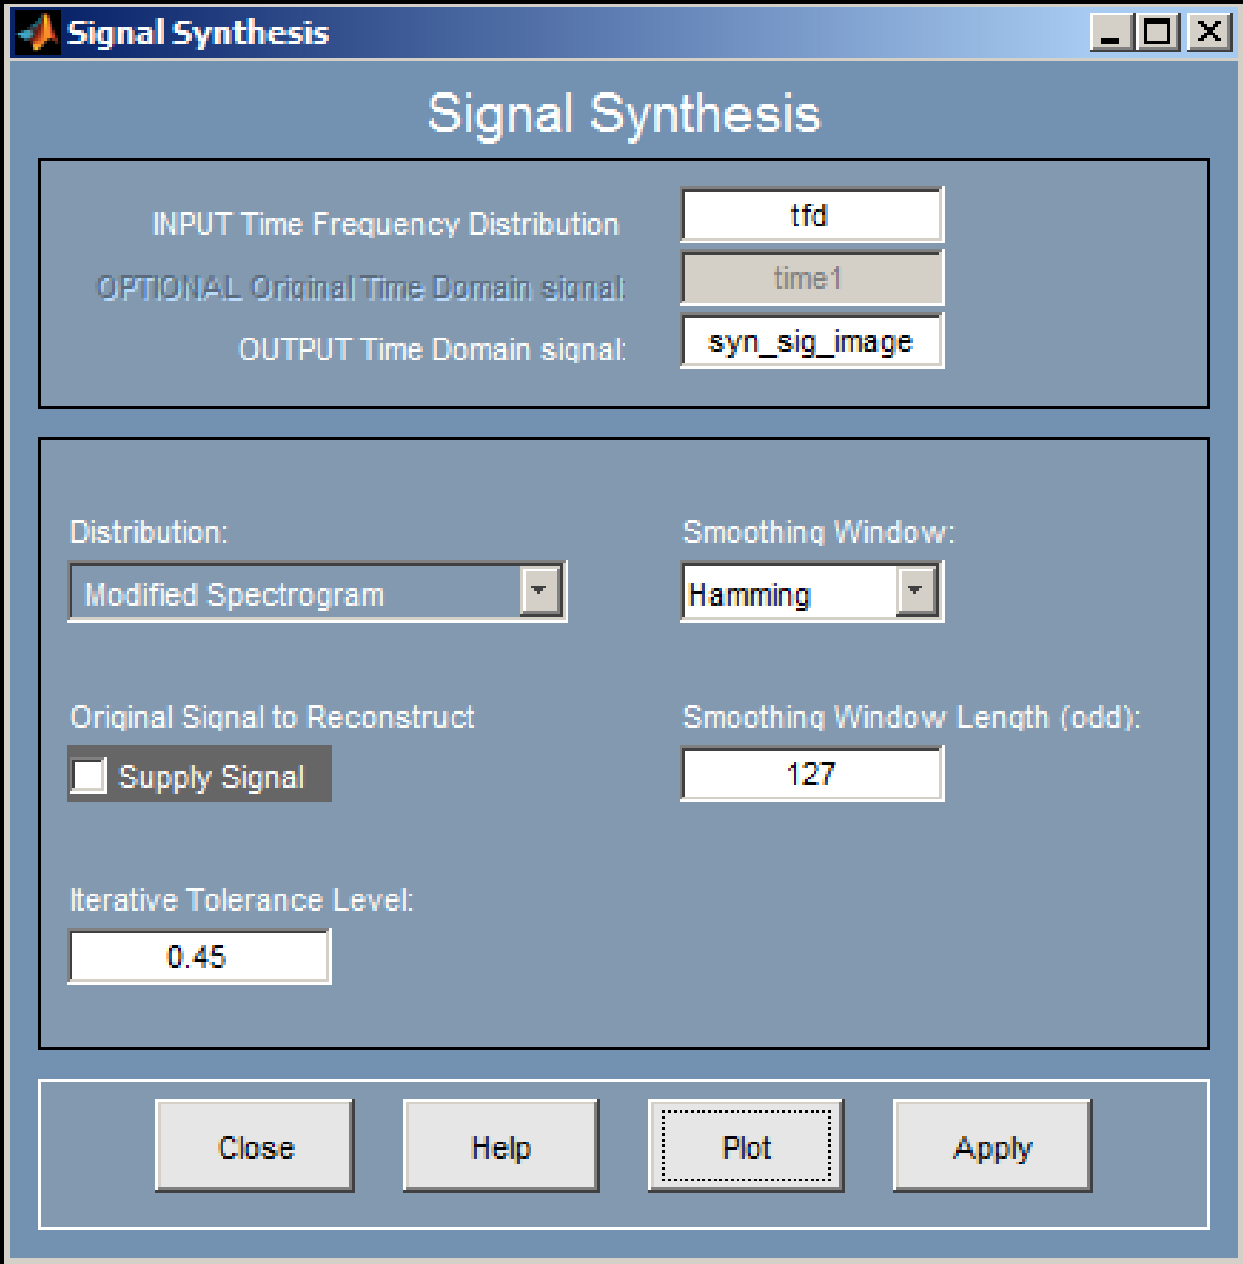 Signal Synthesis
Signal Synthesis
INPUT Time Frequency Distribution
tfd
OPTIONAL Original Time Domain signal:
time1
OUTPUT Time Domain signal:
syn_sig_image
Distribution:
Smoothing Window:
Modified Spectrogram
Hamming
Original Signal to Reconstruct
Smoothing Window Length (odd):
Supply Signal
127
Iterative Tolerance Level:
0.45
Close
Help
Plot
Apply